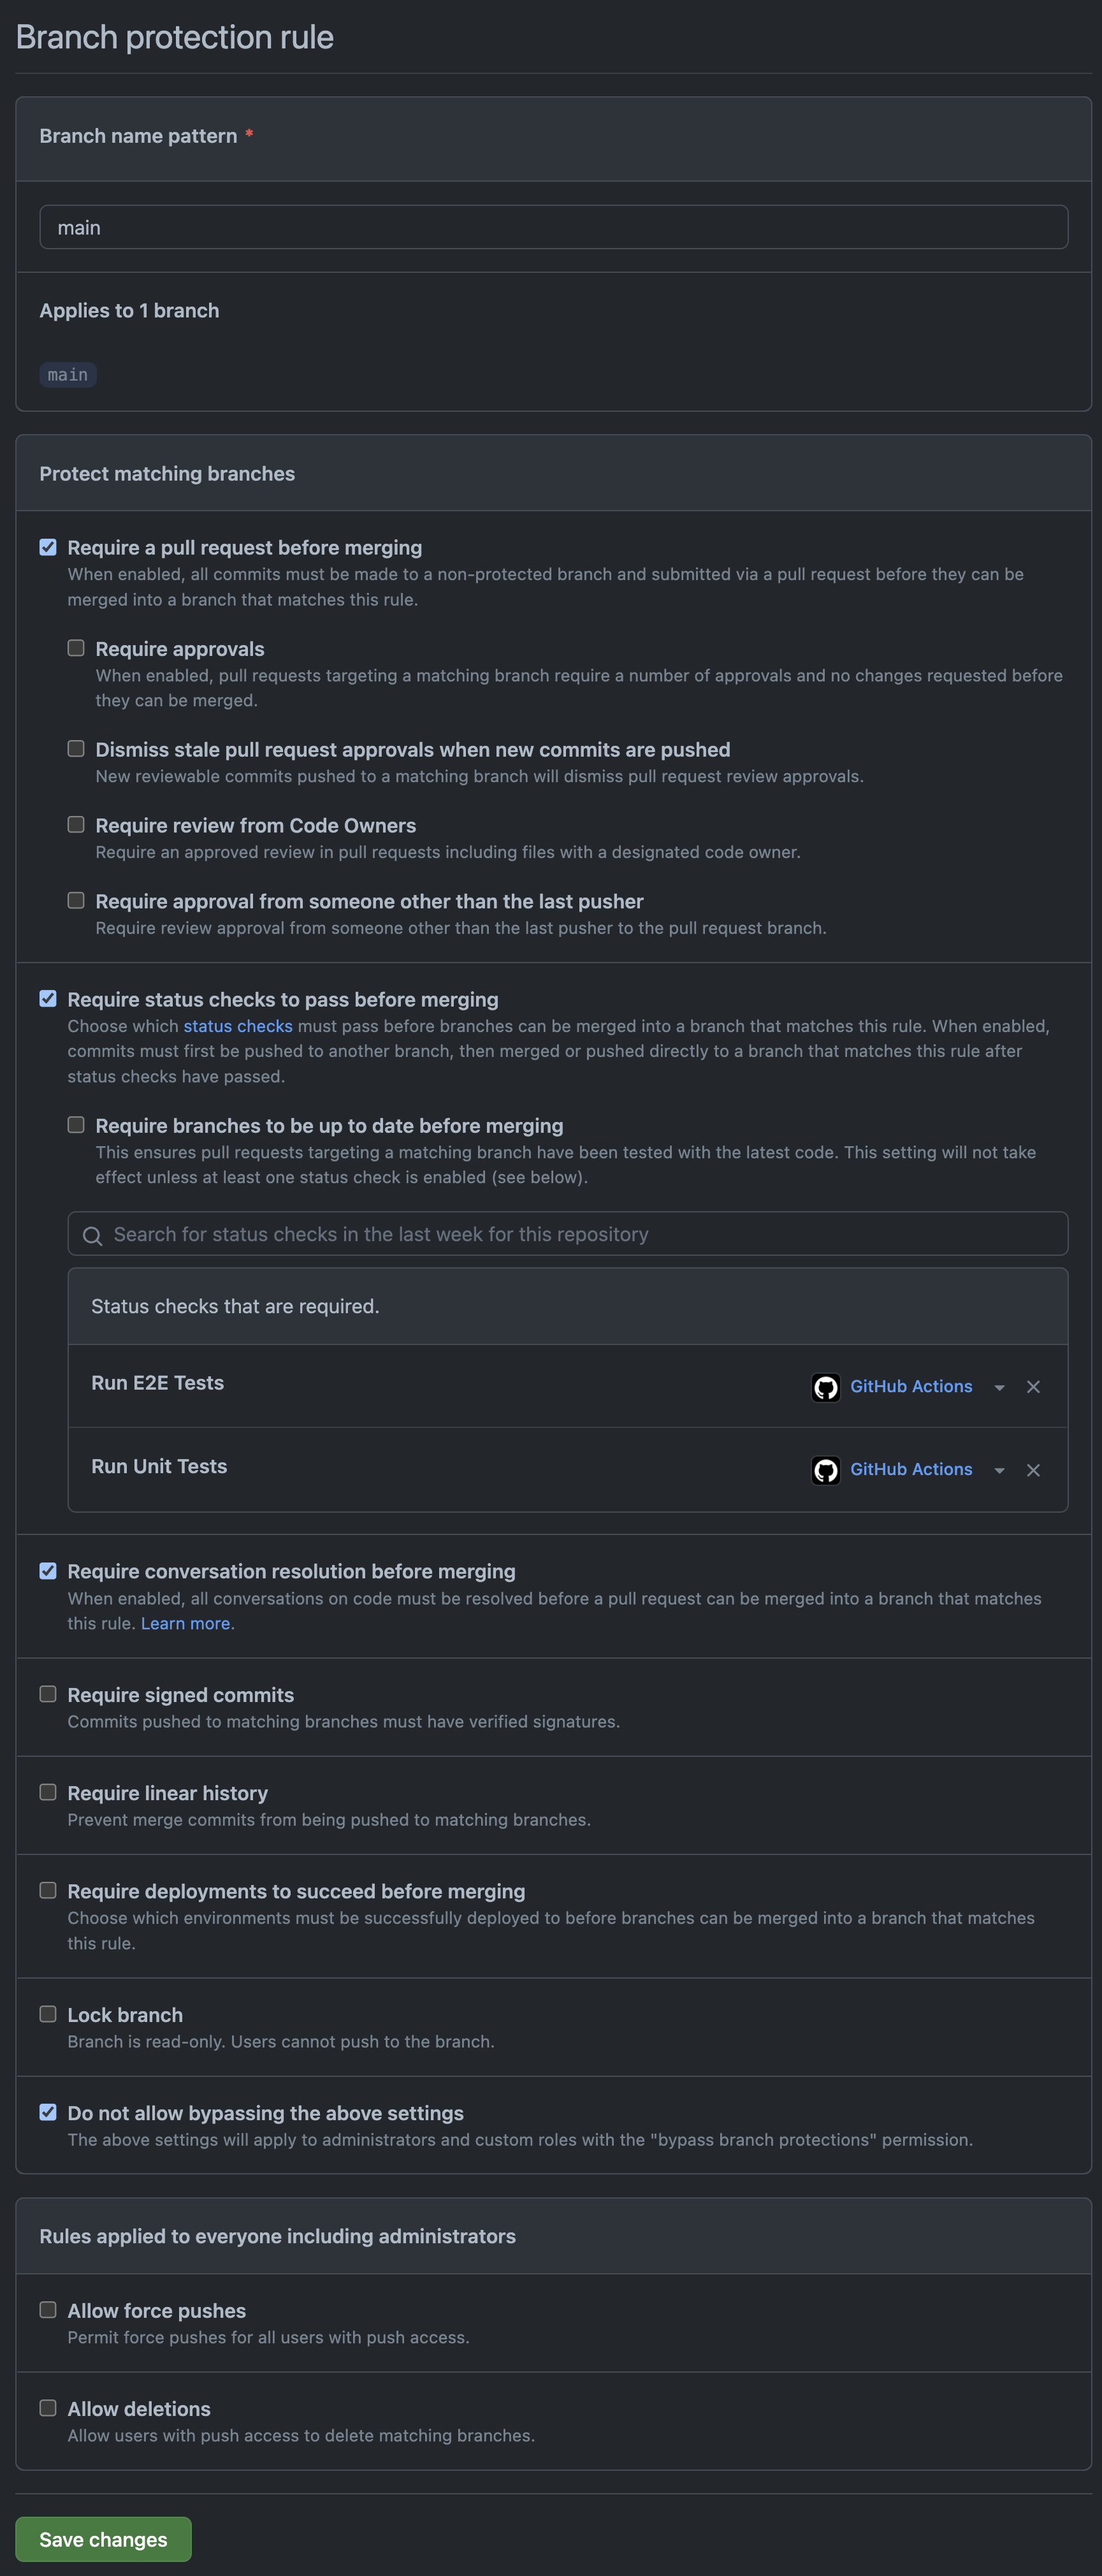 Branch protection rule
Branch name pattern *
main
Applies to 1 branch
main
Protect matching branches
Require a pull request before merging
When enabled, all commits must be made to a non-protected branch and submitted via a pull request before they can be
merged into a branch that matches this rule.
Require approvals
When enabled, pull requests targeting a matching branch require a number of approvals and no changes requested before
they can be merged.
Dismiss stale pull request approvals when new commits are pushed
New reviewable commits pushed to a matching branch will dismiss pull request review approvals.
Require review from Code Owners
Require an approved review in pull requests including files with a designated code owner.
Require approval from someone other than the last pusher
Require review approval from someone other than the last pusher to the pull request branch.
Require status checks to pass before merging
Choose which status checks must pass before branches can be merged into a branch that matches this rule. When enabled,
commits must first be pushed to another branch, then merged or pushed directly to a branch that matches this rule after
status checks have passed.
Require branches to be up to date before merging
This ensures pull requests targeting a matching branch have been tested with the latest code. This setting will not take
effect unless at least one status check is enabled (see below).
Search for status checks in the last week for this repository
Status checks that are required.
Run E2E Tests GitHub Actions
Run Unit Tests GitHub Actions
Require conversation resolution before merging
When enabled, all conversations on code must be resolved before a pull request can be merged into a branch that matches
this rule. Learn more.
Require signed commits
Commits pushed to matching branches must have verified signatures.
Require linear history
Prevent merge commits from being pushed to matching branches.
Require deployments to succeed before merging
Choose which environments must be successfully deployed to before branches can be merged into a branch that matches
this rule.
Lock branch
Branch is read-only. Users cannot push to the branch.
Do not allow bypassing the above settings
The above settings will apply to administrators and custom roles with the "bypass branch protections" permission.
Rules applied to everyone including administrators
Allow force pushes
Permit force pushes for all users with push access.
Allow deletions
Allow users with push access to delete matching branches.
Save changes